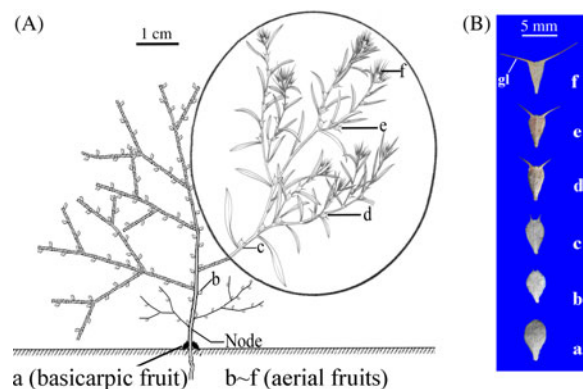 (A)
1 cm
f
e
d
c
b
Node
a (basicarpic fruit)
b~f (aerial fruits)
(B)
5 mm
gl
f
e
d
c
b
a